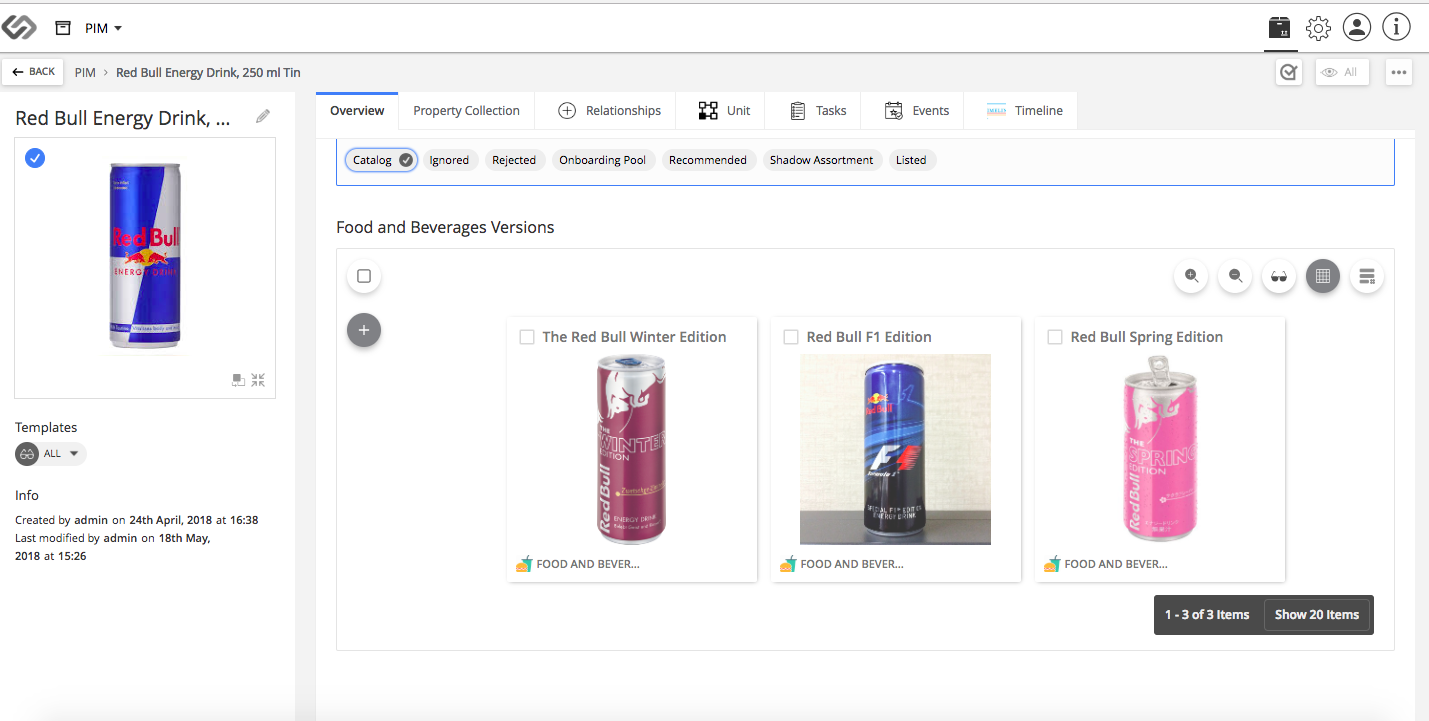 PIM
BACK
PIM > Red Bull Energy Drink, 250 ml Tin
All
Red Bull Energy Drink, ...
Overview
Property Collection
Relationships
Unit
Tasks
Events
Timeline
Catalog
Ignored
Rejected
Onboarding Pool
Recommended
Shadow Assortment
Listed
Red Bull
ENERGY DRINK
Templates
ALL
Info
Created by admin on 24th April, 2018 at 16:38
Last modified by admin on 18th May,
2018 at 15:26
Food and Beverages Versions
The Red Bull Winter Edition
THE
WINTER
EDITION
Red Bull
ENERGY DRINK
FOOD AND BEVER...
Red Bull F1 Edition
Red Bull
F1
Formula 1
SPECIAL F1 EDITION
ENERGY DRINK
FOOD AND BEVER...
Red Bull Spring Edition
THE
SPRING
EDITION
Red Bull
FOOD AND BEVER...
1 - 3 of 3 Items
Show 20 Items